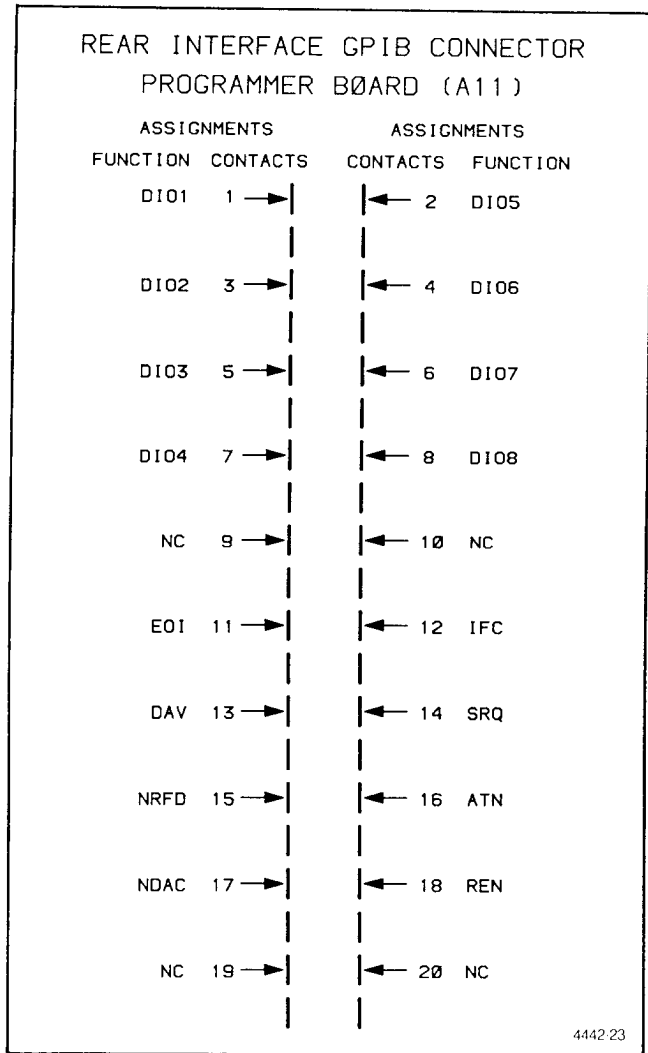 REAR INTERFACE GPIB CONNECTOR
PROGRAMMER BØARD (A11)
ASSIGNMENTS ASSIGNMENTS
FUNCTION CONTACTS CONTACTS FUNCTION
DIO1 1 2 DIO5
DIO2 3 4 DIO6
DIO3 5 6 DIO7
DIO4 7 8 DIO8
NC 9 10 NC
EOI 11 12 IFC
DAV 13 14 SRQ
NRFD 15 16 ATN
NDAC 17 18 REN
NC 19 20 NC
4442-23